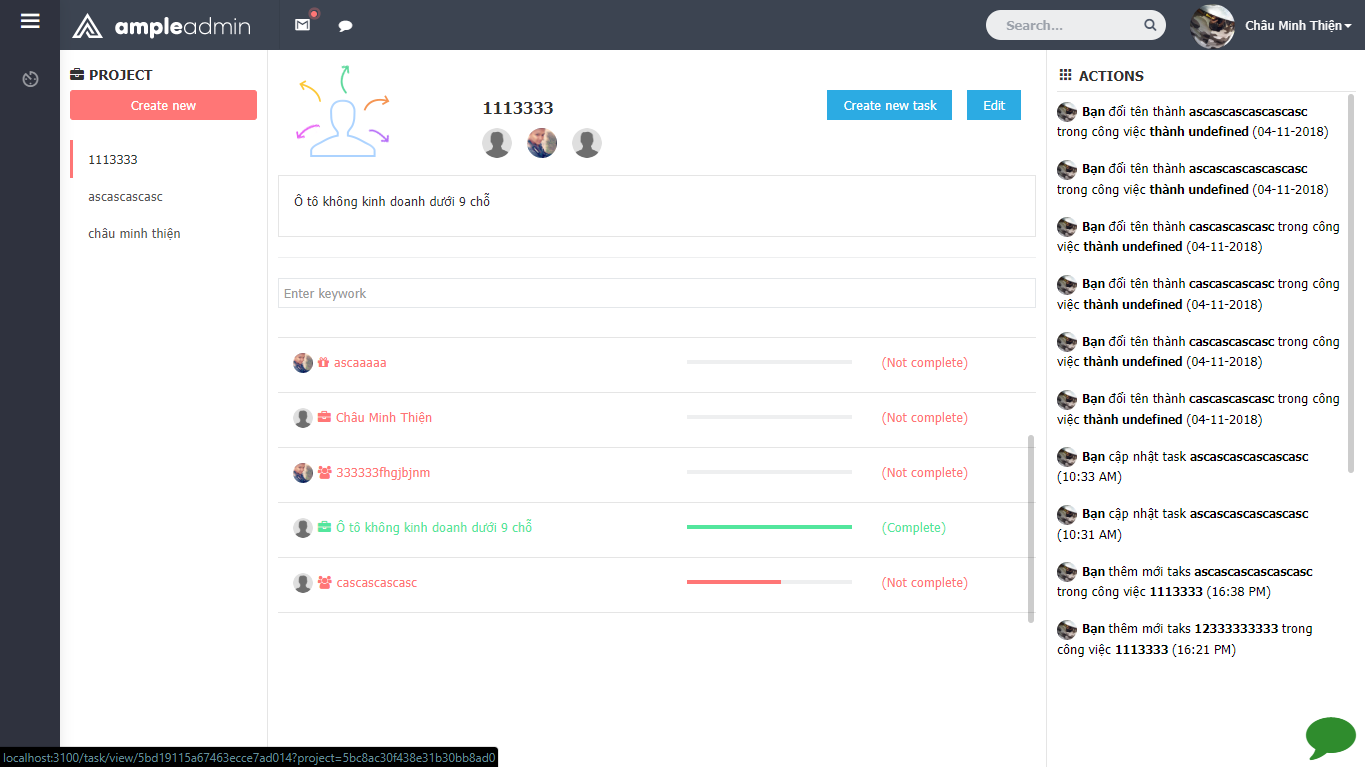 ampleadmin
Search...
Châu Minh Thiện
PROJECT
Create new
1113333
ascascascasc
châu minh thiện
1113333
Create new task
Edit
Ô tô không kinh doanh dưới 9 chỗ
Enter keywork
ascaaaaa
(Not complete)
Châu Minh Thiện
(Not complete)
333333fhgjbjnm
(Not complete)
Ô tô không kinh doanh dưới 9 chỗ
(Complete)
cascascascasc
(Not complete)
ACTIONS
Bạn đổi tên thành ascascascascascasc
trong công việc thành undefined (04-11-2018)
Bạn đổi tên thành ascascascascascasc
trong công việc thành undefined (04-11-2018)
Bạn đổi tên thành cascascascasc trong công
việc thành undefined (04-11-2018)
Bạn đổi tên thành cascascascasc trong công
việc thành undefined (04-11-2018)
Bạn đổi tên thành cascascascasc trong công
việc thành undefined (04-11-2018)
Bạn đổi tên thành cascascascasc trong công
việc thành undefined (04-11-2018)
Bạn cập nhật task ascascascascascasc
(10:33 AM)
Bạn cập nhật task ascascascascascasc
(10:31 AM)
Bạn thêm mới taks ascascascascascasc
trong công việc 1113333 (16:38 PM)
Bạn thêm mới taks 12333333333 trong
công việc 1113333 (16:21 PM)
localhost:3100/task/view/5bd19115a67463ecce7ad014?project=5bc8ac30f438e31b30bb8ad0